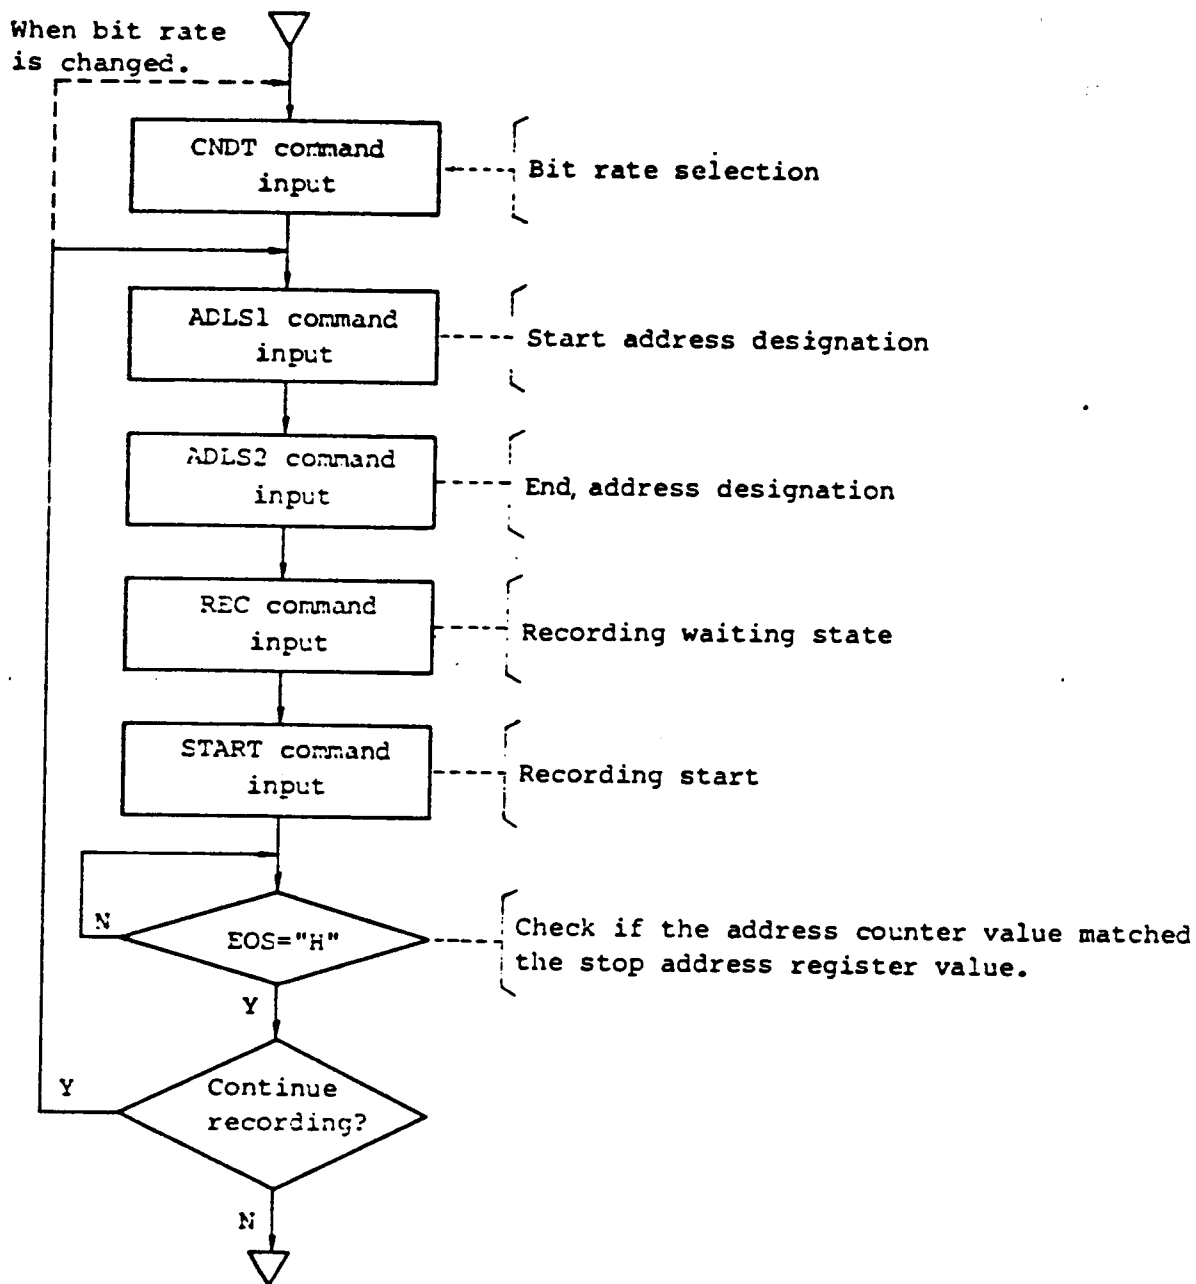 When bit rate
is changed.
CNDT command
input
Bit rate selection
ADLS1 command
input
Start address designation
ADLS2 command
input
End, address designation
REC command
input
Recording waiting state
START command
input
Recording start
N
EOS="H"
Check if the address counter value matched
the stop address register value.
Y
Y
Continue
recording?
N